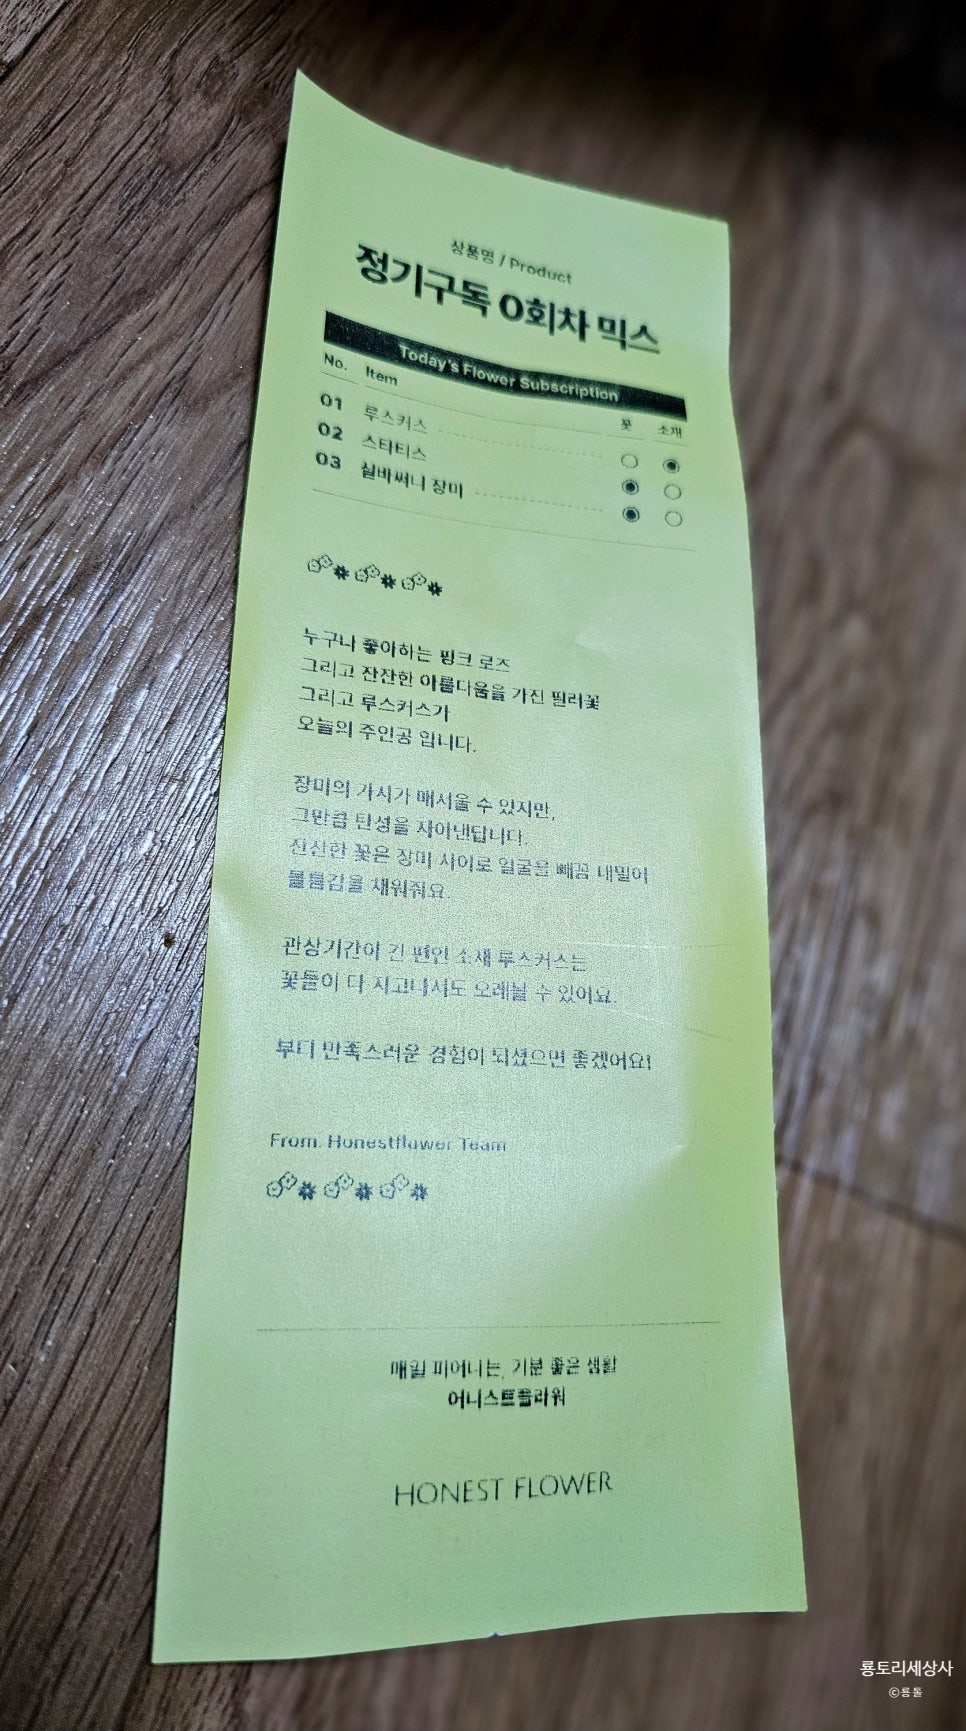 상품명 / Product
정기구독 0회차 믹스
Today's Flower Subscription
No. Item 꽃 소재
01 루스커스
02 스타티스
03 실바써니 장미
누구나 좋아하는 핑크 로즈
그리고 잔잔한 아름다움을 가진 필러꽃
그리고 루스커스가
오늘의 주인공 입니다.
장미의 가시가 매서울 수 있지만,
그만큼 탄성을 자아낸답니다.
잔잔한 꽃은 장미 사이로 얼굴을 빼꼼 내밀어
볼륨감을 채워줘요.
관상기간이 긴 편인 소재 루스커스는
꽃들이 다 지고나서도 오래볼 수 있어요.
부디 만족스러운 경험이 되셨으면 좋겠어요!
From. Honestflower Team
매일 피어나는, 기분 좋은 생활
어니스트플라워
HONEST FLOWER
룡토리세상사
©룡톨